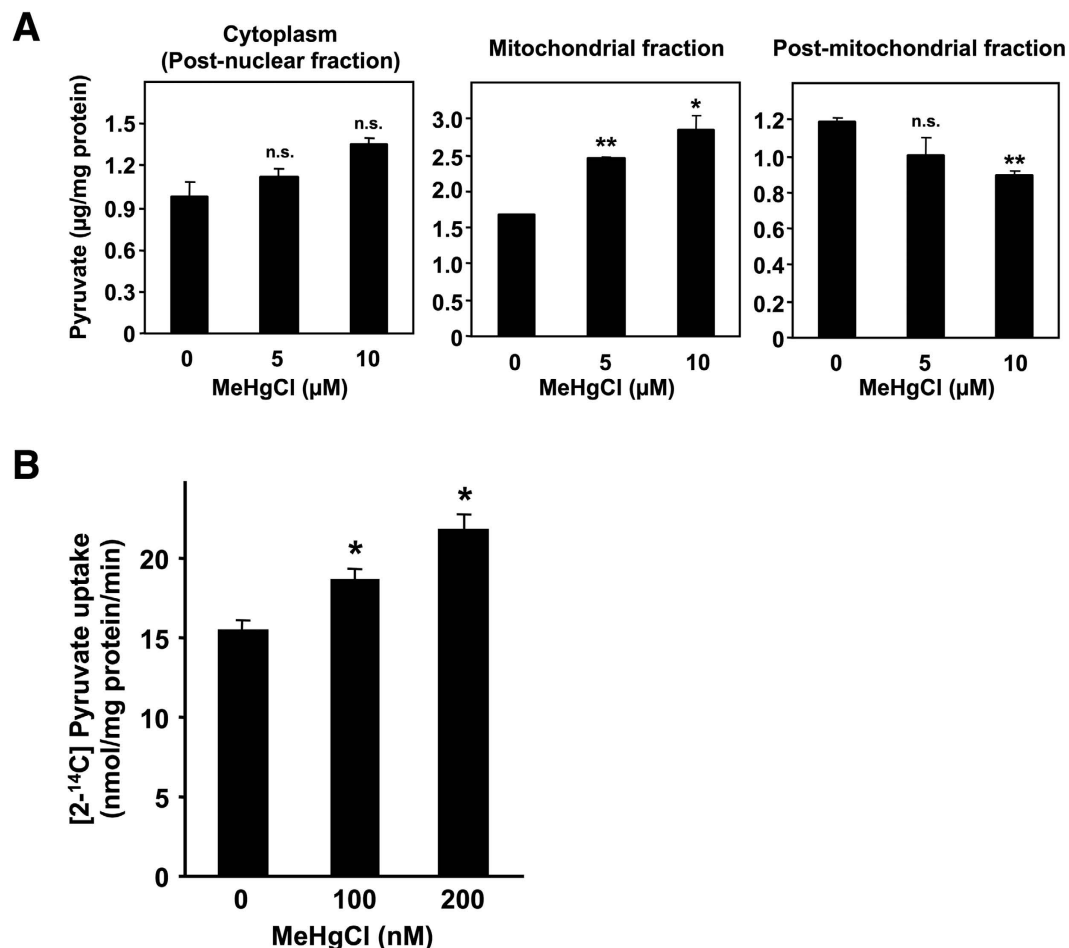 A
Cytoplasm
(Post-nuclear fraction)
Mitochondrial fraction
Post-mitochondrial fraction
Pyruvate (µg/mg protein)
1.5
1.2
0.9
0.6
0.3
0
n.s.
n.s.
0 5 10
MeHgCl (µM)
3.0
2.5
2.0
1.5
1.0
0.5
0
**
*
0 5 10
MeHgCl (µM)
1.2
1.0
0.8
0.6
0.4
0.2
0
n.s.
**
0 5 10
MeHgCl (µM)
B
[2-¹⁴C] Pyruvate uptake
(nmol/mg protein/min)
20
15
10
5
0
*
*
0 100 200
MeHgCl (nM)